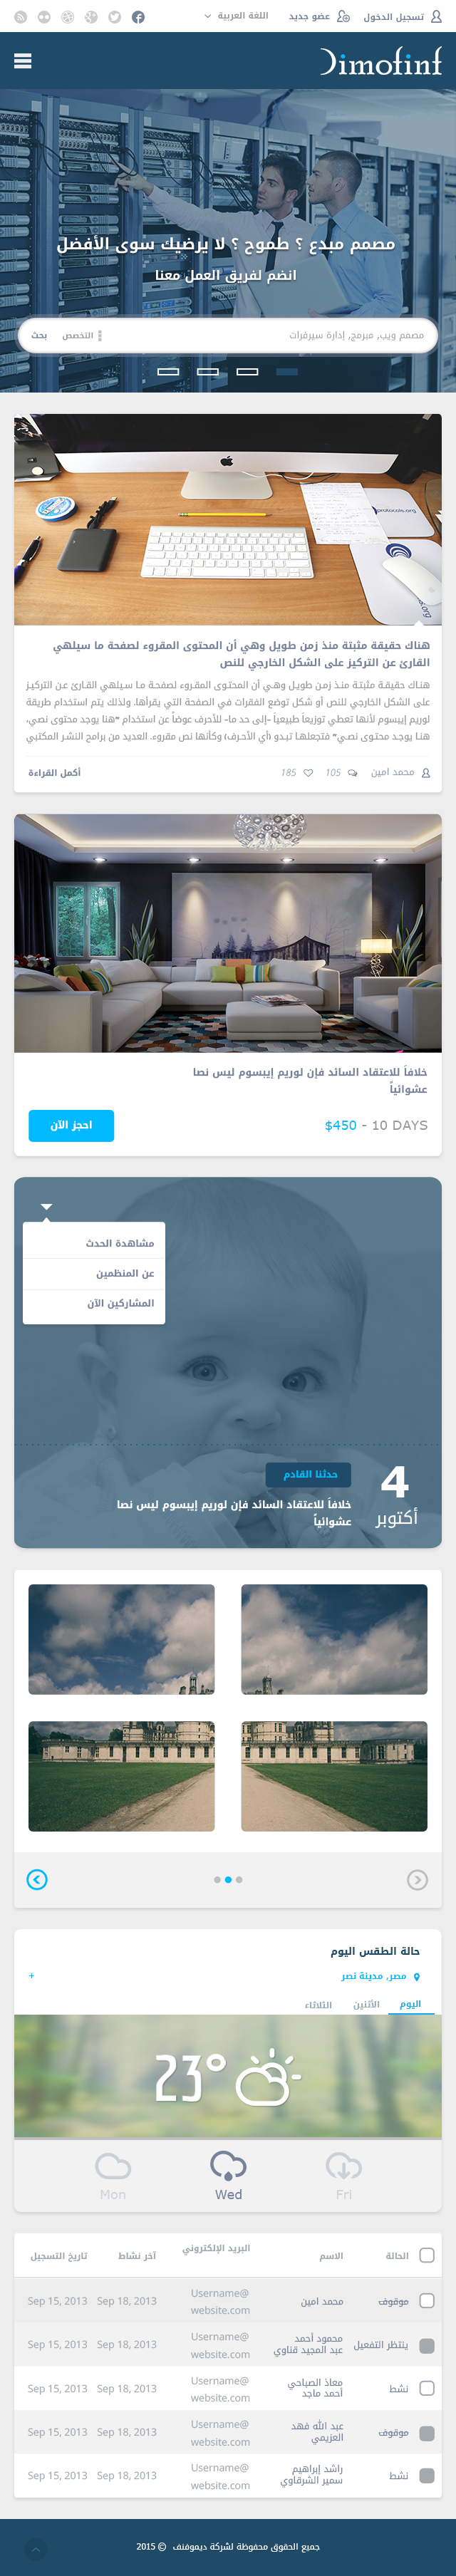 تسجيل الدخول
عضو جديد
اللغة العربية
Dimofinf
مصمم مبدع ؟ طموح ؟ لا يرضيك سوى الأفضل
انضم لفريق العمل معنا
مصمم ويب, مبرمج, إدارة سيرفرات
التخصص
بحث
هناك حقيقة مثبتة منذ زمن طويل وهي أن المحتوى المقروء لصفحة ما سيلهي
القارئ عن التركيز على الشكل الخارجي للنص
هناك حقيقة مثبتة منذ زمن طويل وهي أن المحتوى المقروء لصفحة ما سيلهي القارئ عن التركيز
على الشكل الخارجي للنص أو شكل توضع الفقرات في الصفحة التي يقرأها. ولذلك يتم استخدام طريقة
لوريم إيبسوم لأنها تعطي توزيعاَ طبيعياَ -إلى حد ما- للأحرف عوضاً عن استخدام "هنا يوجد محتوى نصي،
هنا يوجد محتوى نصي" فتجعلها تبدو (أي الأحرف) وكأنها نص مقروء. العديد من برامح النشر المكتبي
محمد امين
105
185
أكمل القراءة
خلافاَ للاعتقاد السائد فإن لوريم إيبسوم ليس نصا
عشوائياً
$450 - 10 DAYS
احجز الآن
مشاهدة الحدث
عن المنظمين
المشاركين الآن
حدثنا القادم
4
أكتوبر
خلافاَ للاعتقاد السائد فإن لوريم إيبسوم ليس نصا
عشوائياً
حالة الطقس اليوم
مصر, مدينة نصر
+
اليوم
الأثنين
الثلاثاء
23°
Mon
Wed
Fri
الحالة
الاسم
البريد الإلكتروني
أخر نشاط
تاريخ التسجيل
موقوف
محمد امين
Username@
website.com
Sep 18, 2013
Sep 15, 2013
ينتظر التفعيل
محمود أحمد
عبد المجيد قناوي
Username@
website.com
Sep 18, 2013
Sep 15, 2013
نشط
معاذ الصباحي
أحمد ماجد
Username@
website.com
Sep 18, 2013
Sep 15, 2013
موقوف
عبد الله فهد
العزيمي
Username@
website.com
Sep 18, 2013
Sep 15, 2013
نشط
راشد إبراهيم
سمير الشرقاوي
Username@
website.com
Sep 18, 2013
Sep 15, 2013
جميع الحقوق محفوظة لشركة ديموفنف © 2015